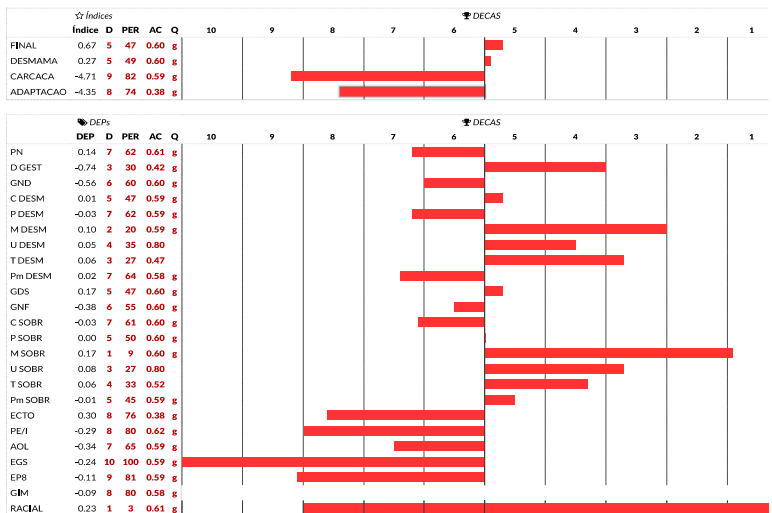 ☆ Índices 🏆 DECAS
Índice D PER AC Q 10 9 8 7 6 5 4 3 2 1
FINAL 0.67 5 47 0.60 g
DESMAMA 0.27 5 49 0.60 g
CARCACA -4.71 9 82 0.59 g
ADAPTACAO -4.35 8 74 0.38 g
DEPs 🏆 DECAS
DEP D PER AC Q 10 9 8 7 6 5 4 3 2 1
PN 0.14 7 62 0.61 g
D GEST -0.74 3 30 0.42 g
GND -0.56 6 60 0.60 g
C DESM 0.01 5 47 0.59 g
P DESM -0.03 7 62 0.59 g
M DESM 0.10 2 20 0.59 g
U DESM 0.05 4 35 0.80
T DESM 0.06 3 27 0.47
Pm DESM 0.02 7 64 0.58 g
GDS 0.17 5 47 0.60 g
GNF -0.38 6 55 0.60 g
C SOBR -0.03 7 61 0.60 g
P SOBR 0.00 5 50 0.60 g
M SOBR 0.17 1 9 0.60 g
U SOBR 0.08 3 27 0.80
T SOBR 0.06 4 33 0.52
Pm SOBR -0.01 5 45 0.59 g
ECTO 0.30 8 76 0.38 g
PE/I -0.29 8 80 0.62 g
AOL -0.34 7 65 0.59 g
EGS -0.24 10 100 0.59 g
EP8 -0.11 9 81 0.59 g
GIM -0.09 8 80 0.58 g
RACIAL 0.23 1 3 0.61 g